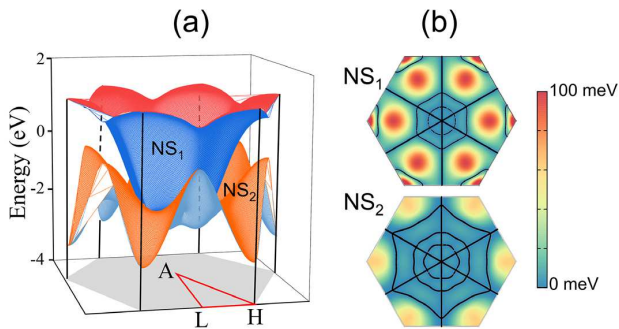 (a)
(b)
2
0
-2
-4
Energy (eV)
NS1
NS2
A
L
H
NS1
NS2
100 meV
0 meV